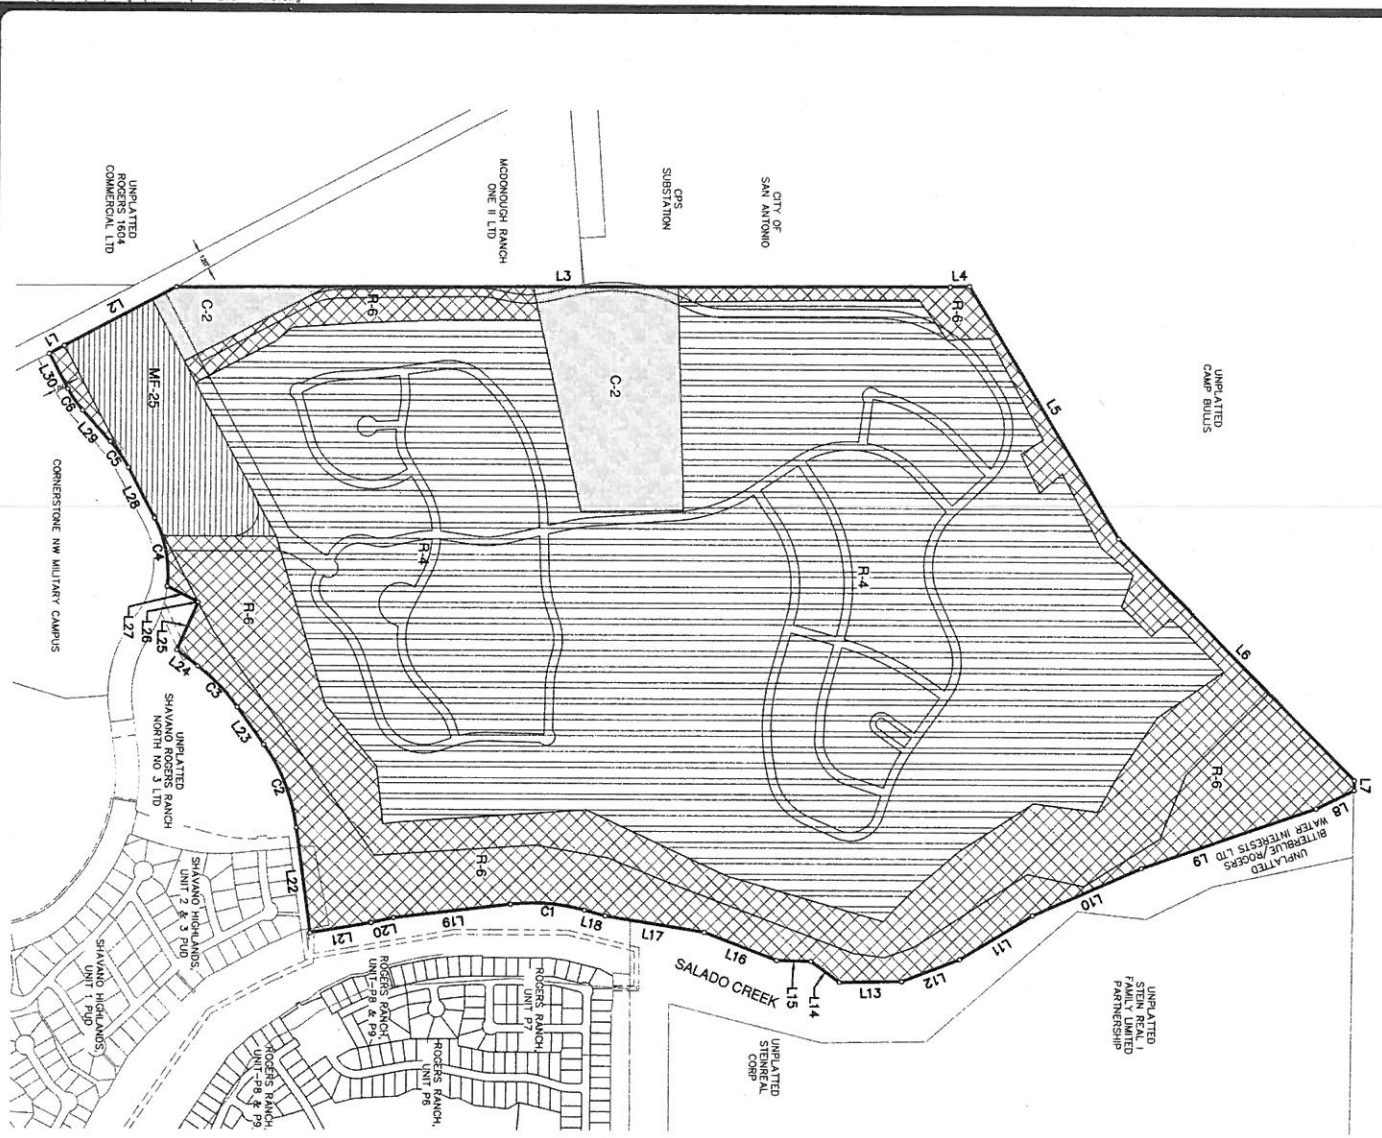 UNPLATTED
ROGERS 1604
COMMERCIAL LTD
120'
MCDONOUGH RANCH
ONE II LTD
CPS
SUBSTATION
CITY OF
SAN ANTONIO
UNPLATTED
CAMP BULLIS
L3
L4
L5
L6
L7
L8
UNPLATTED
BITTERBLUE/ROGERS
WATER INTERESTS LTD
L9
L10
L11
L12
L13
L14
L15
L16
L17
L18
C1
L19
L20
L21
L22
C2
L23
C3
L24
L25
L26
L27
C4
L28
C5
L29
C6
L30
L1
L2
C-2
R-6
R-6
C-2
MF-25
R-4
R-4
R-6
R-6
R-6
CORNERSTONE NW MILITARY CAMPUS
UNPLATTED
SHAVANO ROGERS RANCH
NORTH NO 3 LTD
SHAVANO HIGHLANDS,
UNIT 2 & 3 PUD
SHAVANO HIGHLANDS,
UNIT 1 PUD
ROGERS RANCH,
UNIT-P8 & P9
ROGERS RANCH,
UNIT-P8 & P9
ROGERS RANCH,
UNIT P6
ROGERS RANCH,
UNIT P7
SALADO CREEK
UNPLATTED
STEINREAL
CORP
UNPLATTED
STEIN REAL I
FAMILY LIMITED
PARTNERSHIP